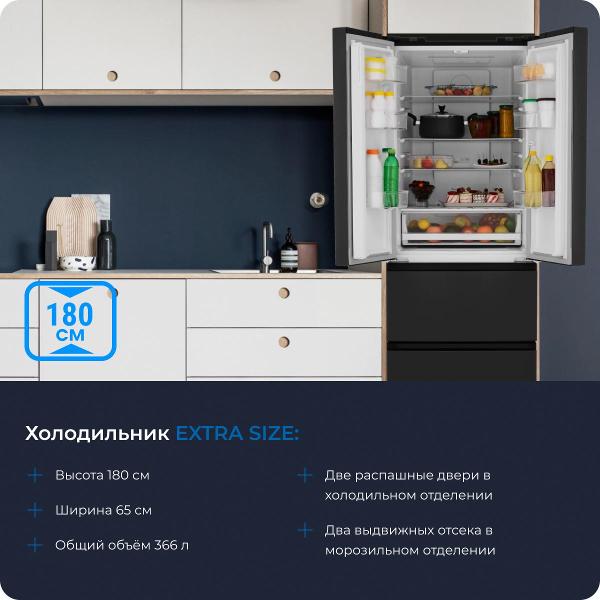 180
СМ
Холодильник EXTRA SIZE:
Высота 180 см
Ширина 65 см
Общий объём 366 л
Две распашные двери в
холодильном отделении
Два выдвижных отсека в
морозильном отделении